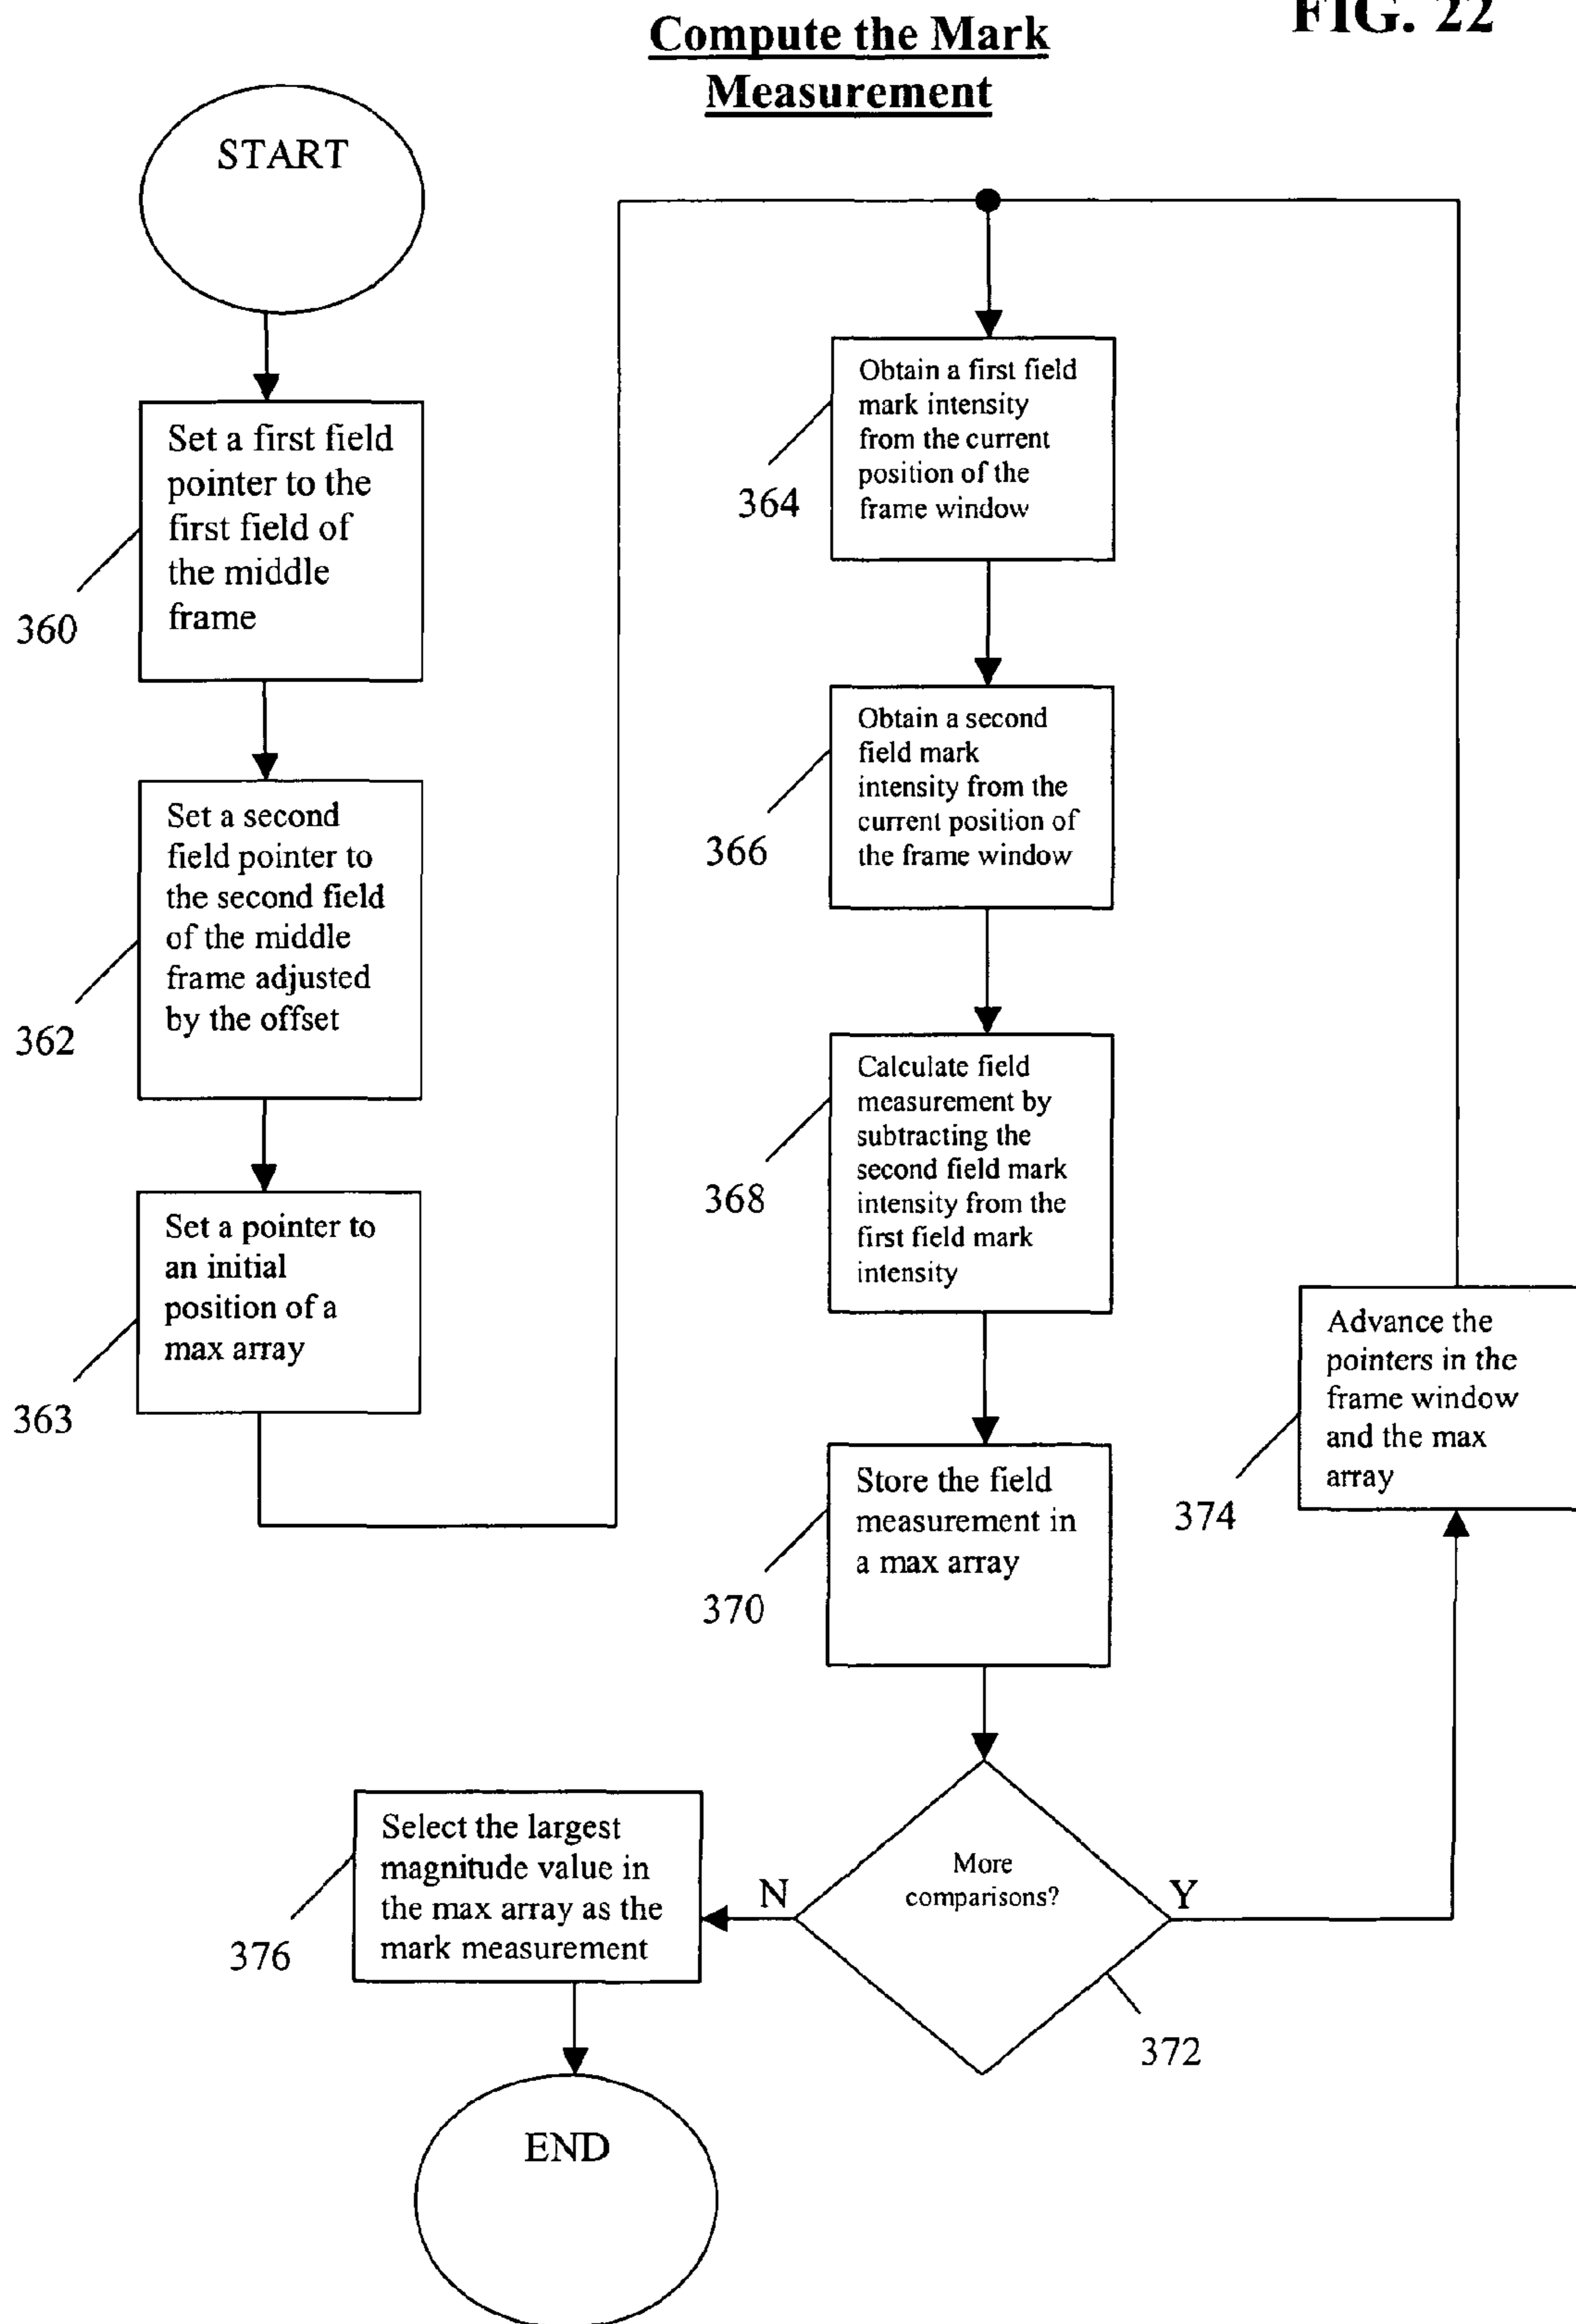 FIG. 22
Compute the Mark
Measurement
START
Set a first field
pointer to the
first field of
the middle
frame
360
Set a second
field pointer to
the second field
of the middle
frame adjusted
by the offset
362
Set a pointer to
an initial
position of a
max array
363
Obtain a first field
mark intensity
from the current
position of the
frame window
364
Obtain a second
field mark
intensity from the
current position of
the frame window
366
Calculate field
measurement by
subtracting the
second field mark
intensity from the
first field mark
intensity
368
Store the field
measurement in
a max array
370
More
comparisons?
372
Y
Advance the
pointers in the
frame window
and the max
array
374
N
Select the largest
magnitude value in
the max array as the
mark measurement
376
END